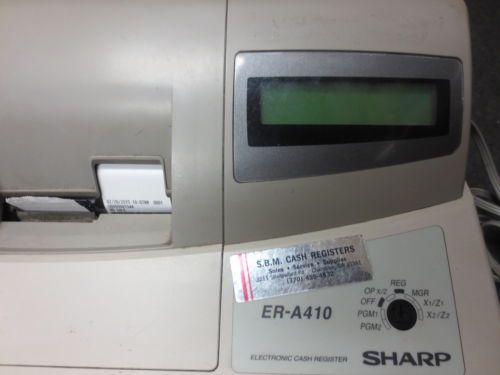 S.B.M. CASH REGISTERS
Sales • Service • Supplies
REG
OP X/Z
MGR
OFF
X1/Z1
PGM1
X2/Z2
PGM2
ER-A410
ELECTRONIC CASH REGISTER
SHARP